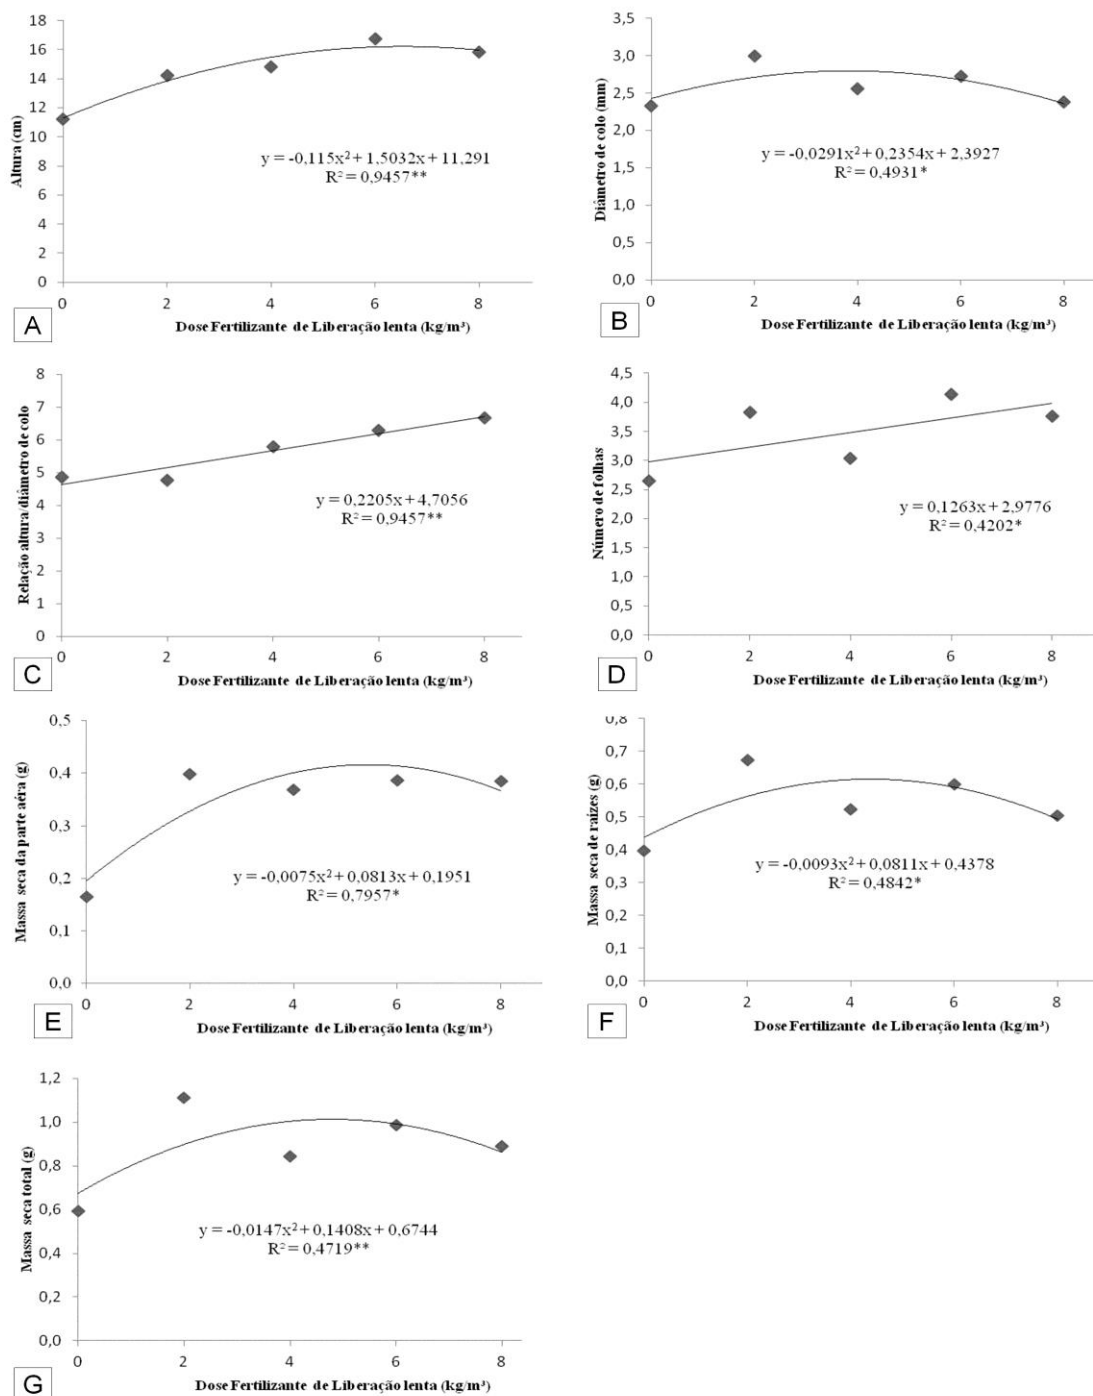 18
16
14
12
10
8
6
4
2
0
Altura (cm)
y = -0,115x² + 1,5032x + 11,291
R² = 0,9457**
0 2 4 6 8
Dose Fertilizante de Liberação lenta (kg/m³)
A
3,5
3,0
2,5
2,0
1,5
1,0
0,5
0,0
Diâmetro de colo (mm)
y = -0,0291x² + 0,2354x + 2,3927
R² = 0,4931*
0 2 4 6 8
Dose Fertilizante de Liberação lenta (kg/m³)
B
8
7
6
5
4
3
2
1
0
Relação altura/diâmetro de colo
y = 0,2205x + 4,7056
R² = 0,9457**
0 2 4 6 8
Dose Fertilizante de Liberação lenta (kg/m³)
C
4,5
4,0
3,5
3,0
2,5
2,0
1,5
1,0
0,5
0,0
Número de folhas
y = 0,1263x + 2,9776
R² = 0,4202*
0 2 4 6 8
Dose Fertilizante de Liberação lenta (kg/m³)
D
0,5
0,4
0,3
0,2
0,1
0,0
Massa seca da parte aéra (g)
y = -0,0075x² + 0,0813x + 0,1951
R² = 0,7957*
0 2 4 6 8
Dose Fertilizante de Liberação lenta (kg/m³)
E
0,8
0,7
0,6
0,5
0,4
0,3
0,2
0,1
0,0
Massa seca de raízes (g)
y = -0,0093x² + 0,0811x + 0,4378
R² = 0,4842*
0 2 4 6 8
Dose Fertilizante de Liberação lenta (kg/m³)
F
1,2
1,0
0,8
0,6
0,4
0,2
0,0
Massa seca total (g)
y = -0,0147x² + 0,1408x + 0,6744
R² = 0,4719**
0 2 4 6 8
Dose Fertilizante de Liberação lenta (kg/m³)
G